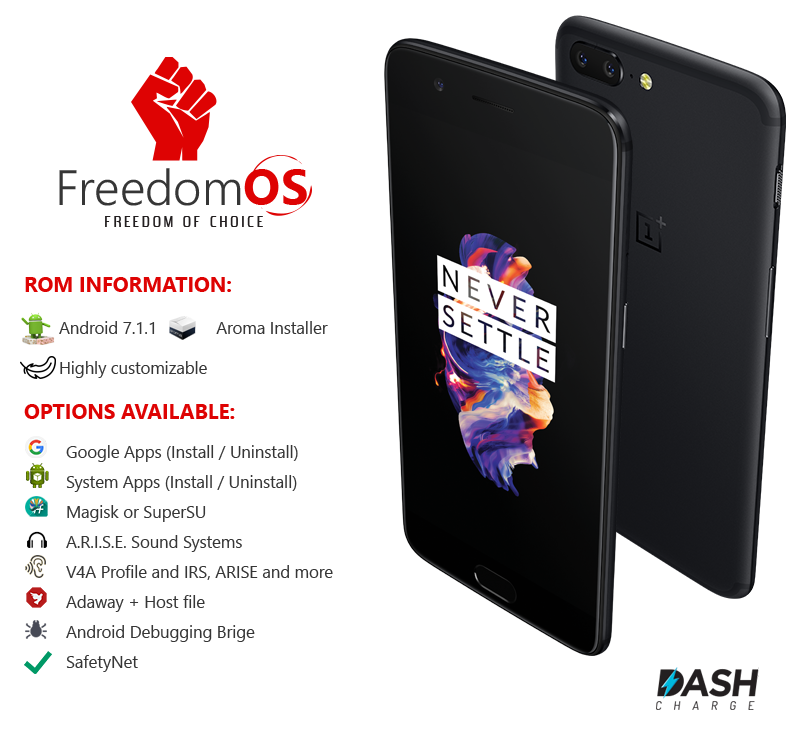 FreedomOS
FREEDOM OF CHOICE
ROM INFORMATION:
Android 7.1.1
Aroma Installer
Highly customizable
OPTIONS AVAILABLE:
Google Apps (Install / Uninstall)
System Apps (Install / Uninstall)
Magisk or SuperSU
A.R.I.S.E. Sound Systems
V4A Profile and IRS, ARISE and more
Adaway + Host file
Android Debugging Brige
SafetyNet
NEVER
SETTLE
DASH
CHARGE